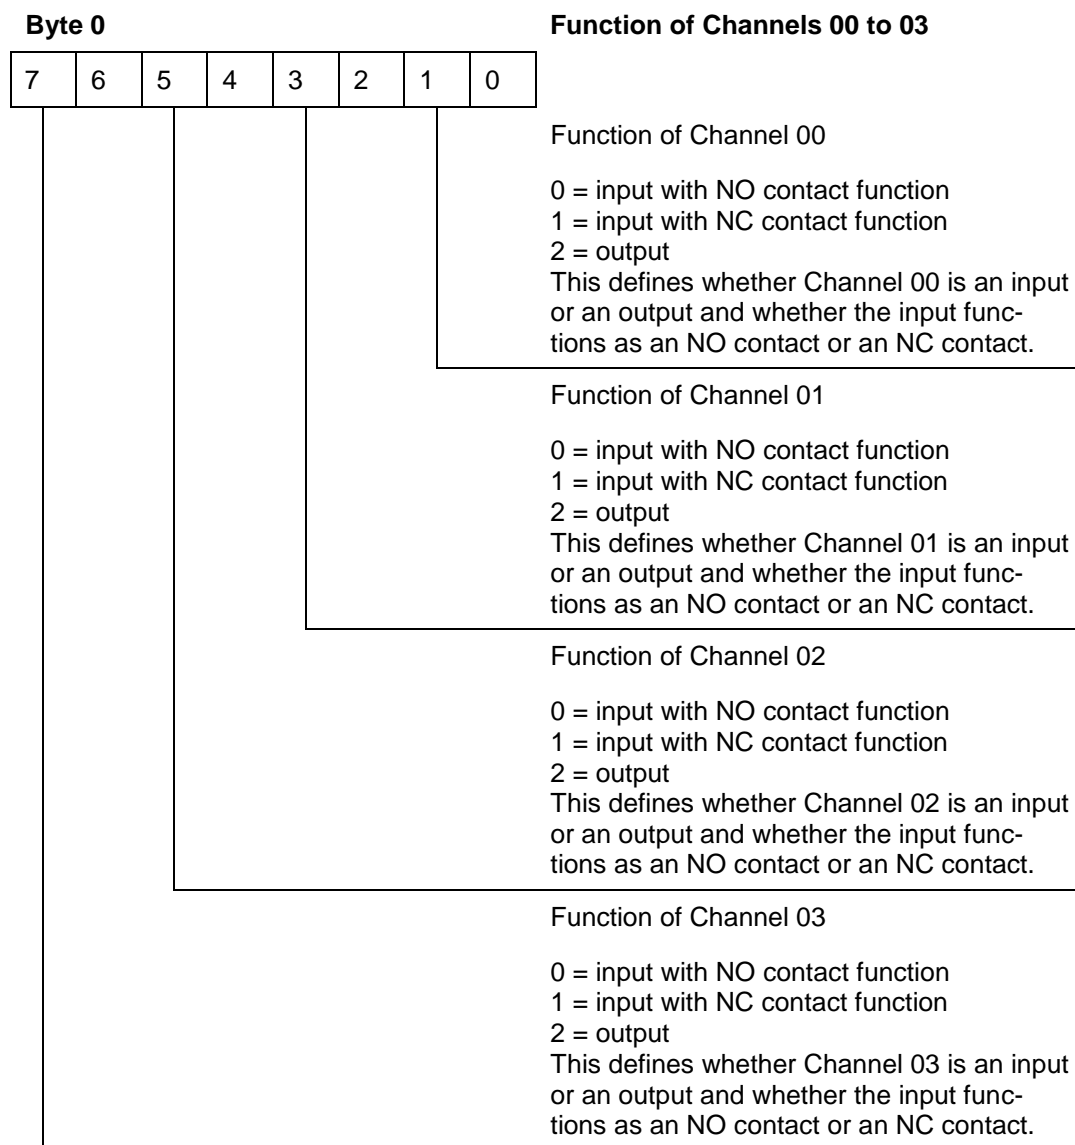 Byte 0 Function of Channels 00 to 03
7 6 5 4 3 2 1 0
Function of Channel 00
0 = input with NO contact function
1 = input with NC contact function
2 = output
This defines whether Channel 00 is an input
or an output and whether the input func-
tions as an NO contact or an NC contact.
Function of Channel 01
0 = input with NO contact function
1 = input with NC contact function
2 = output
This defines whether Channel 01 is an input
or an output and whether the input func-
tions as an NO contact or an NC contact.
Function of Channel 02
0 = input with NO contact function
1 = input with NC contact function
2 = output
This defines whether Channel 02 is an input
or an output and whether the input func-
tions as an NO contact or an NC contact.
Function of Channel 03
0 = input with NO contact function
1 = input with NC contact function
2 = output
This defines whether Channel 03 is an input
or an output and whether the input func-
tions as an NO contact or an NC contact.